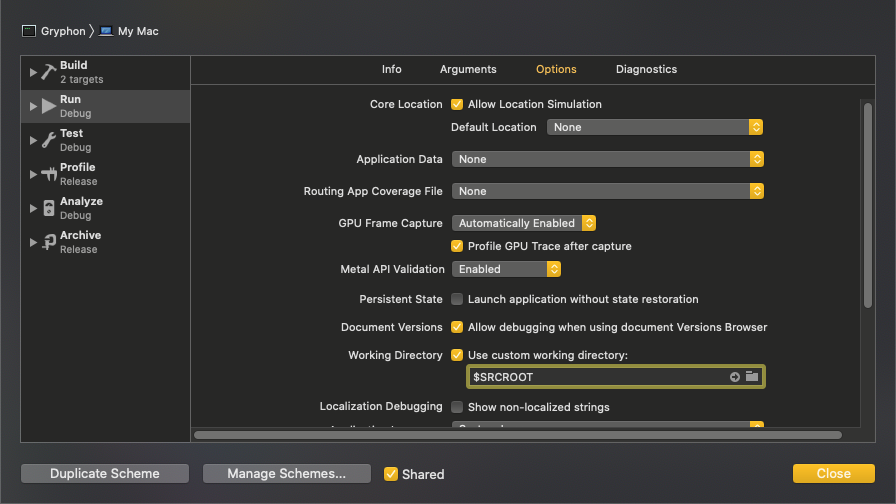 Gryphon 〉 My Mac
Info Arguments Options Diagnostics
Build
2 targets
Run
Debug
Test
Debug
Profile
Release
Analyze
Debug
Archive
Release
Core Location Allow Location Simulation
Default Location None
Application Data None
Routing App Coverage File None
GPU Frame Capture Automatically Enabled
Profile GPU Trace after capture
Metal API Validation Enabled
Persistent State Launch application without state restoration
Document Versions Allow debugging when using document Versions Browser
Working Directory Use custom working directory:
$SRCROOT
Localization Debugging Show non-localized strings
Duplicate Scheme Manage Schemes... Shared Close